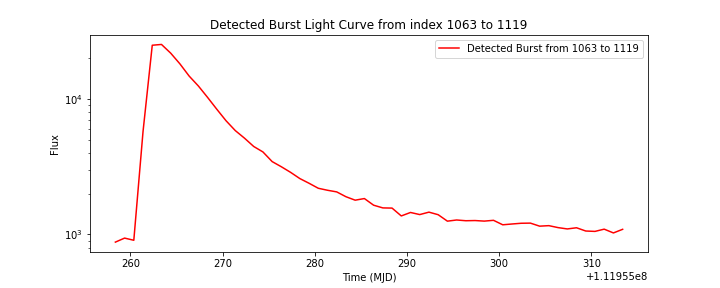 Detected Burst Light Curve from index 1063 to 1119
Detected Burst from 1063 to 1119
Flux
10^4
10^3
260 270 280 290 300 310
Time (MJD)
+1.11955e8